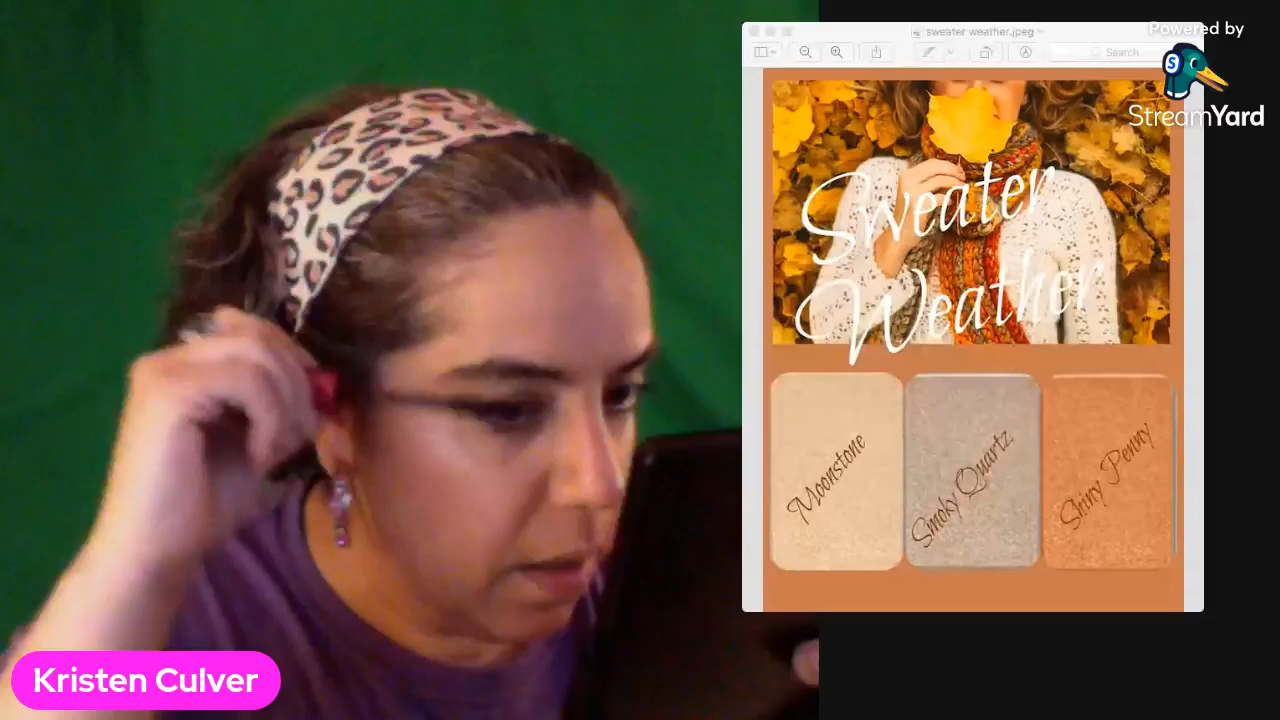 sweater weather.jpeg
Search
Powered by
S
StreamYard
Sweater
Weather
Moonstone
Smoky Quartz
Shiny Penny
Kristen Culver